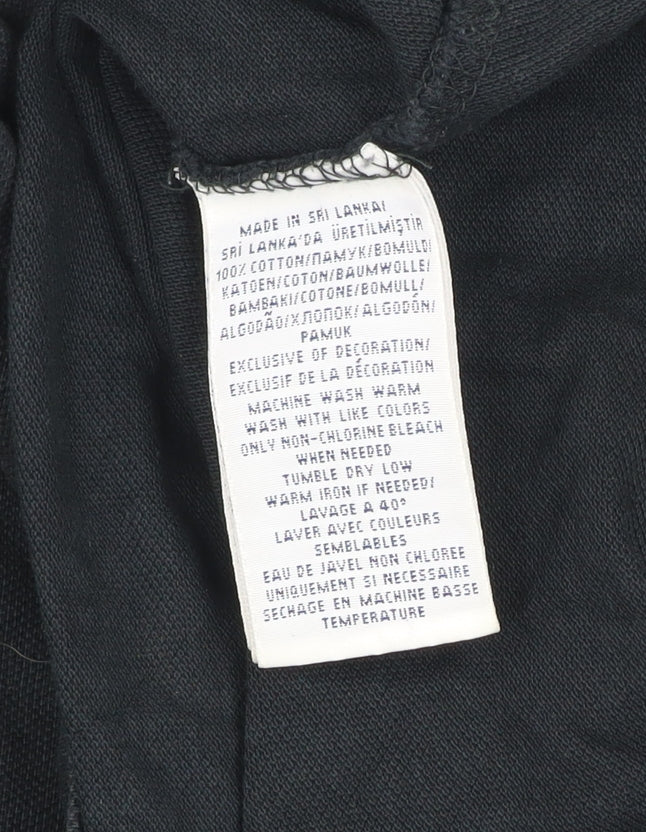 MADE IN SRI LANKA/
SRI LANKA'DA ÜRETİLMİŞTİR
100% COTTON/ПАМУК/BOMULD/
KATOEN/COTON/BAUMWOLLE/
BAMBAKI/COTONE/BOMULL/
ALGODÃO/ХЛОПОК/ALGODÓN/
PAMUK
EXCLUSIVE OF DECORATION/
EXCLUSIF DE LA DÉCORATION
MACHINE WASH WARM
WASH WITH LIKE COLORS
ONLY NON-CHLORINE BLEACH
WHEN NEEDED
TUMBLE DRY LOW
WARM IRON IF NEEDED/
LAVAGE A 40°
LAVER AVEC COULEURS
SEMBLABLES
EAU DE JAVEL NON CHLOREE
UNIQUEMENT SI NECESSAIRE
SECHAGE EN MACHINE BASSE
TEMPERATURE